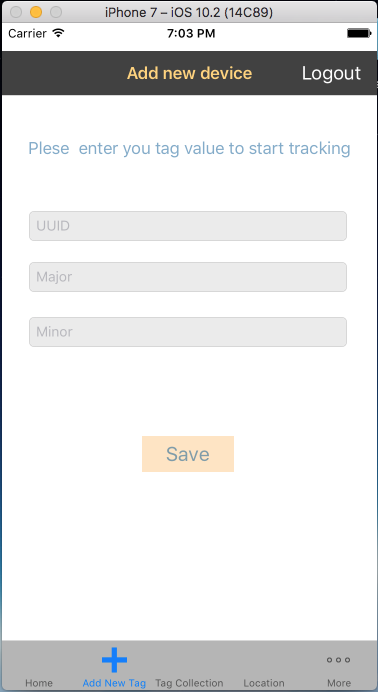 iPhone 7 – iOS 10.2 (14C89)
Carrier 7:03 PM
Add new device Logout
Plese enter you tag value to start tracking
UUID
Major
Minor
Save
Home Add New Tag Tag Collection Location More